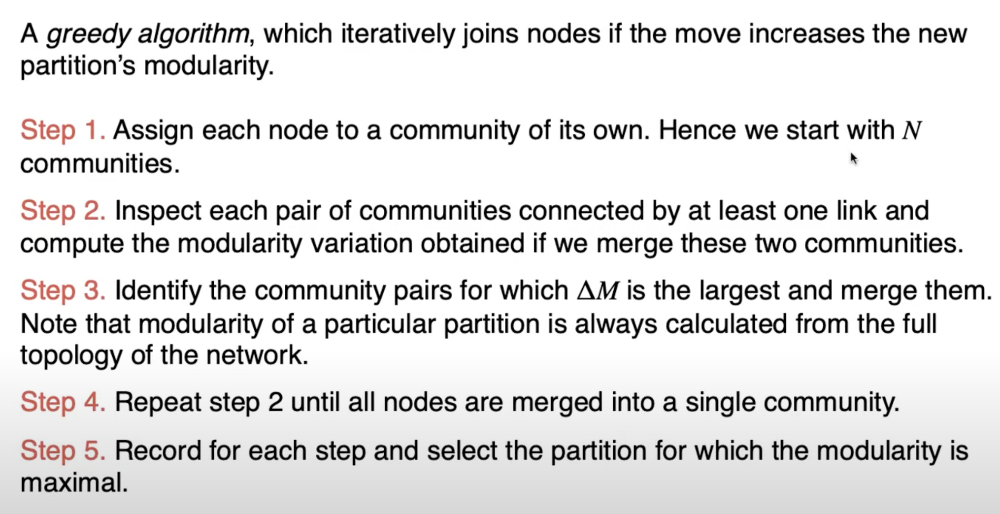 A greedy algorithm, which iteratively joins nodes if the move increases the new
partition’s modularity.
Step 1. Assign each node to a community of its own. Hence we start with N
communities.
Step 2. Inspect each pair of communities connected by at least one link and
compute the modularity variation obtained if we merge these two communities.
Step 3. Identify the community pairs for which ΔM is the largest and merge them.
Note that modularity of a particular partition is always calculated from the full
topology of the network.
Step 4. Repeat step 2 until all nodes are merged into a single community.
Step 5. Record for each step and select the partition for which the modularity is
maximal.